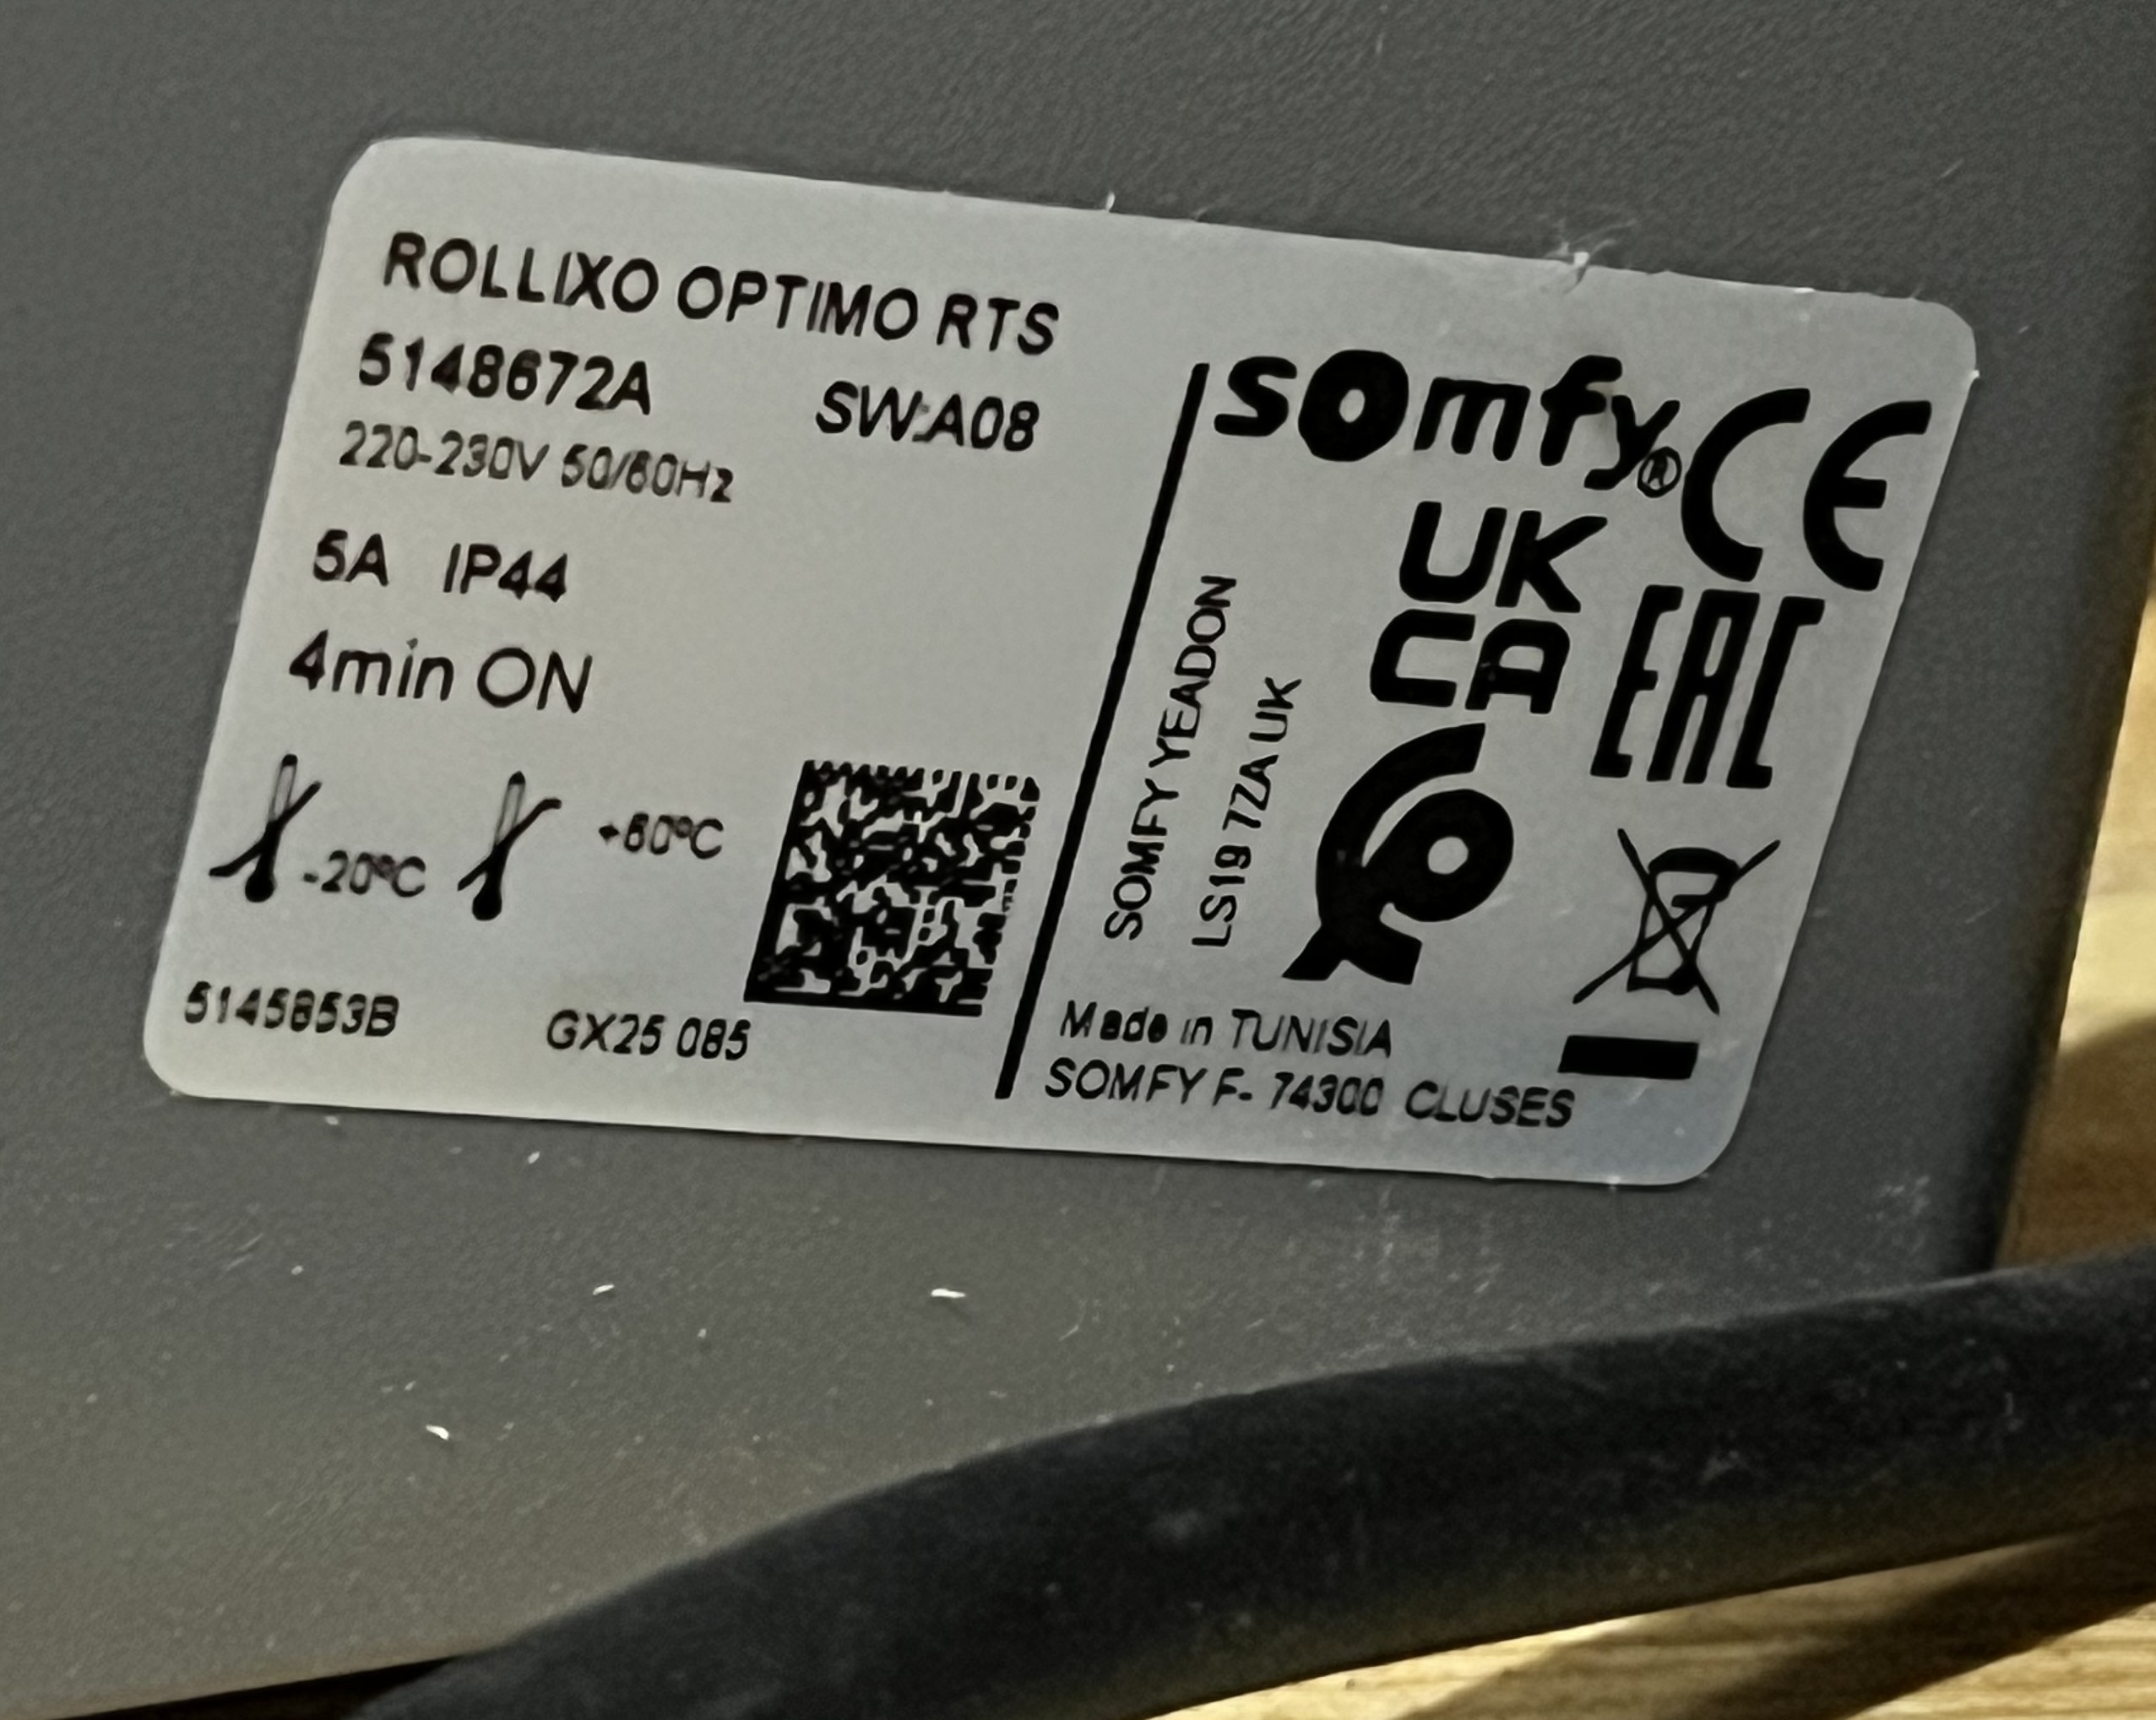 ROLLIXO OPTIMO RTS
5148672A SW:A08
220-230V 50/60Hz
5A IP44
4min ON
-20°C +60°C
5145853B GX25 085
somfy® CE
UK
CA
EAC
SOMFY YEADON
LS19 7ZA UK
Made in TUNISIA
SOMFY F- 74300 CLUSES